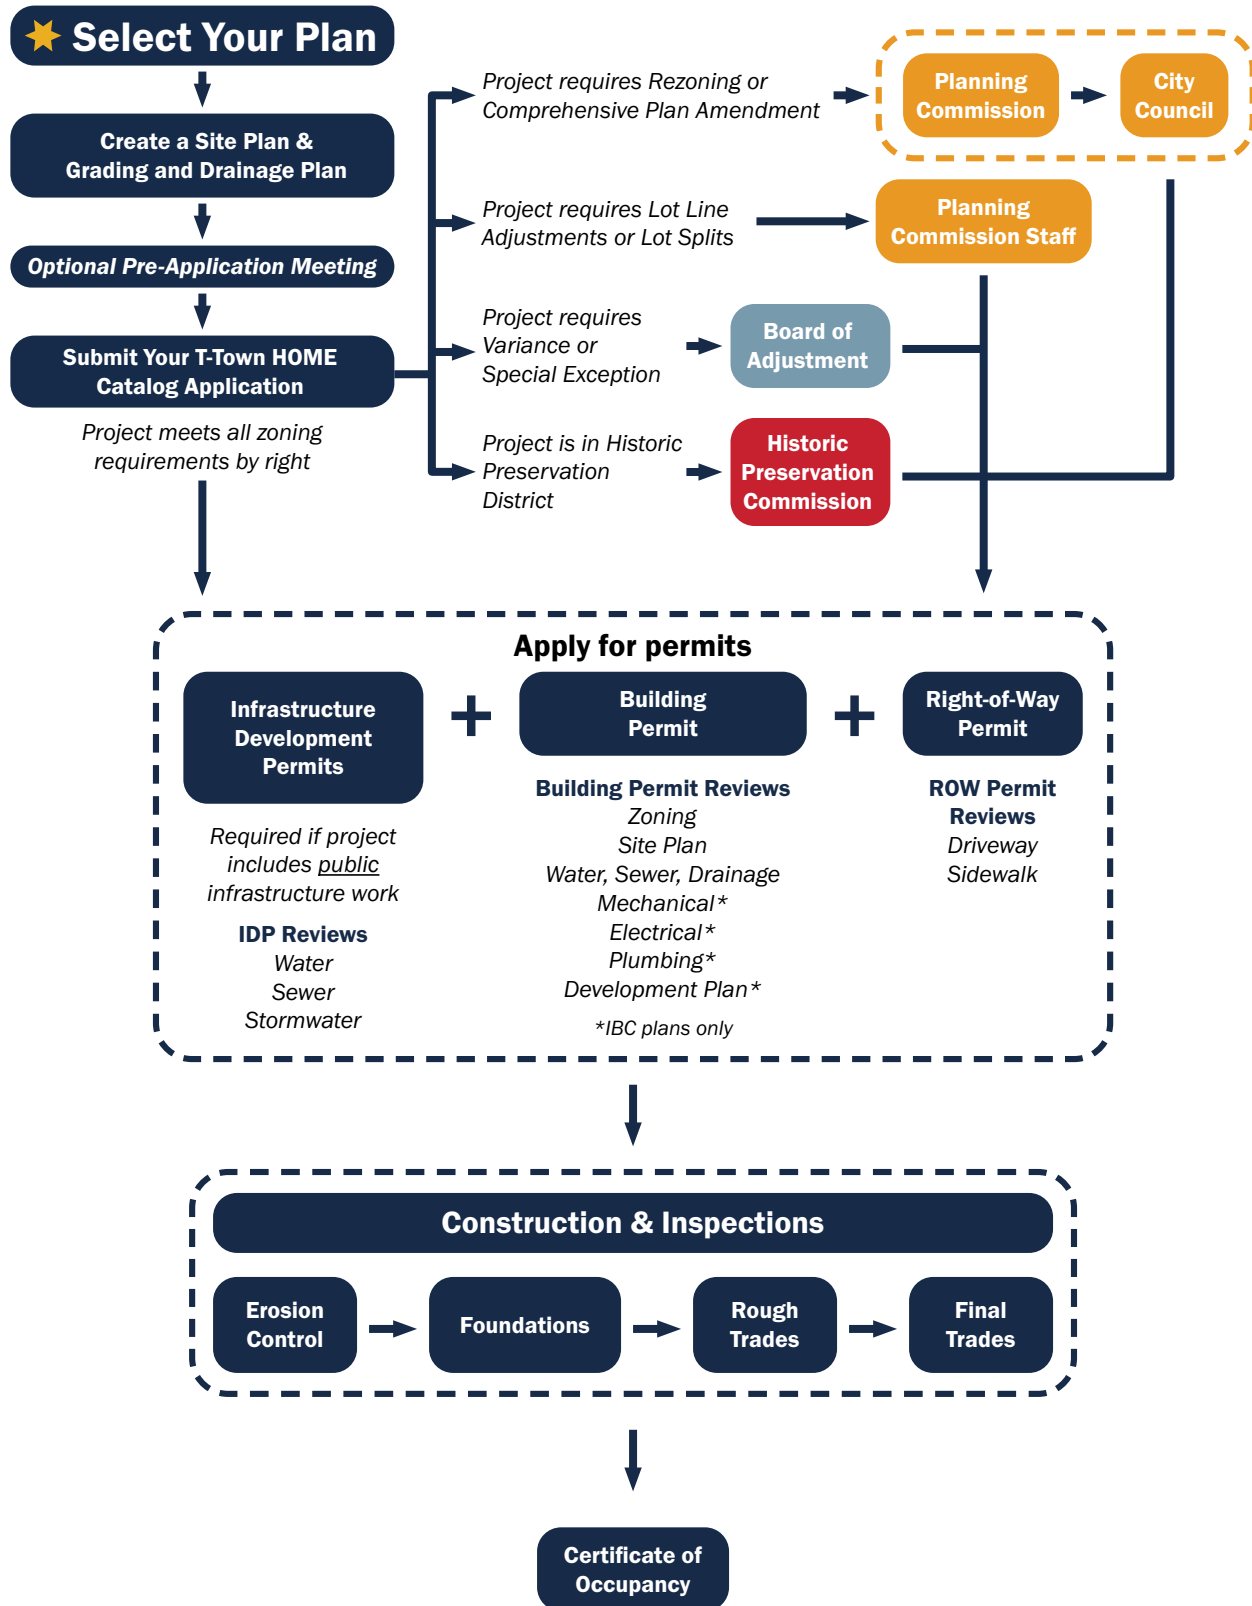 Select Your Plan
Create a Site Plan &
Grading and Drainage Plan
Optional Pre-Application Meeting
Submit Your T-Town HOME
Catalog Application
Project meets all zoning
requirements by right
Project requires Rezoning or
Comprehensive Plan Amendment
Planning
Commission
City
Council
Project requires Lot Line
Adjustments or Lot Splits
Planning
Commission Staff
Project requires
Variance or
Special Exception
Board of
Adjustment
Project is in Historic
Preservation
District
Historic
Preservation
Commission
Apply for permits
Infrastructure
Development
Permits
Required if project
includes public
infrastructure work
IDP Reviews
Water
Sewer
Stormwater
+
Building
Permit
Building Permit Reviews
Zoning
Site Plan
Water, Sewer, Drainage
Mechanical*
Electrical*
Plumbing*
Development Plan*
*IBC plans only
+
Right-of-Way
Permit
ROW Permit
Reviews
Driveway
Sidewalk
Construction & Inspections
Erosion
Control
Foundations
Rough
Trades
Final
Trades
Certificate of
Occupancy